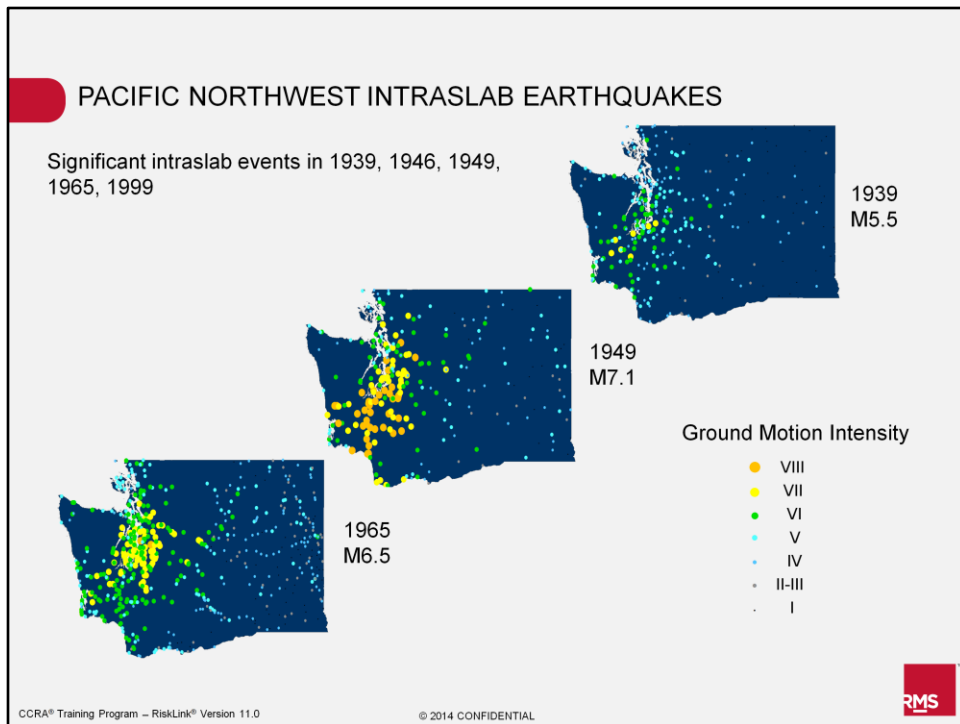 PACIFIC NORTHWEST INTRASLAB EARTHQUAKES
Significant intraslab events in 1939, 1946, 1949,
1965, 1999
1939
M5.5
1949
M7.1
1965
M6.5
Ground Motion Intensity
VIII
VII
VI
V
IV
II-III
I
CCRA® Training Program – RiskLink® Version 11.0
© 2014 CONFIDENTIAL
RMS